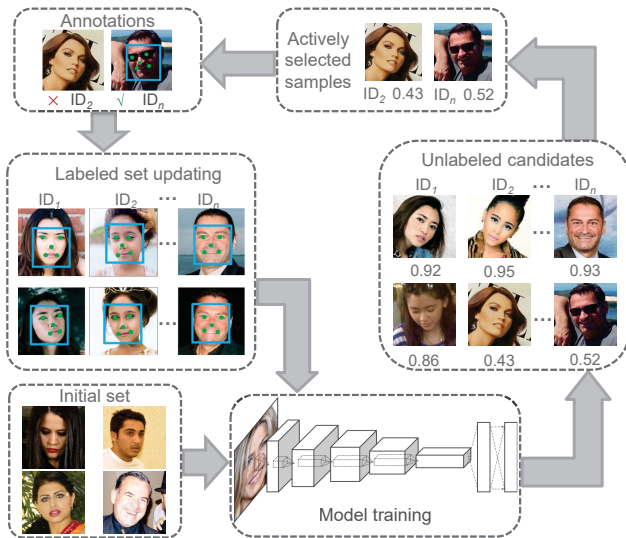 Annotations
× ID2 √ IDn
Actively
selected
samples
ID2 0.43 IDn 0.52
Unlabeled candidates
ID1 ID2 ... IDn
0.92 0.95 0.93
...
0.86 0.43 0.52
Labeled set updating
ID1 ID2 ... IDn
...
...
Initial set
Model training